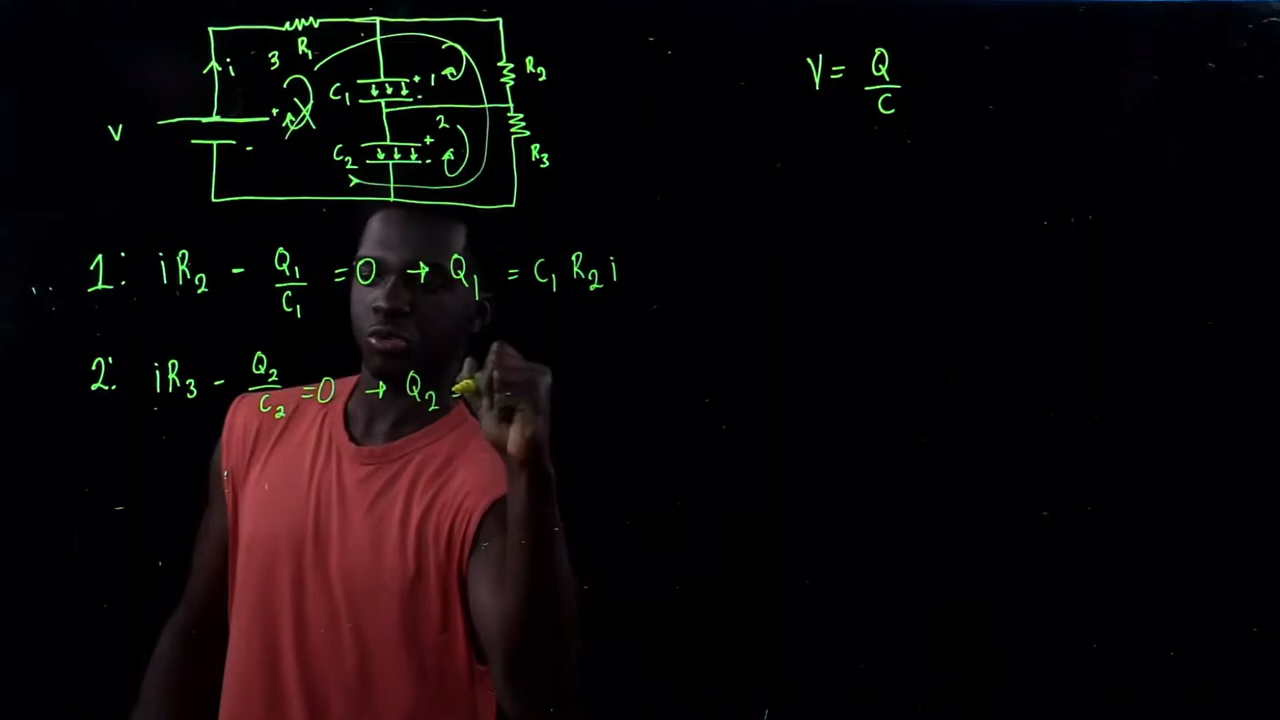 R₁
3
i
R₂
+ 1
C₁
-
V
+
-
+ 2
C₂
-
R₃
V = Q/C
1: iR₂ - Q₁/C₁ = 0 → Q₁ = C₁ R₂ i
2: iR₃ - Q₂/C₂ = 0 → Q₂ =